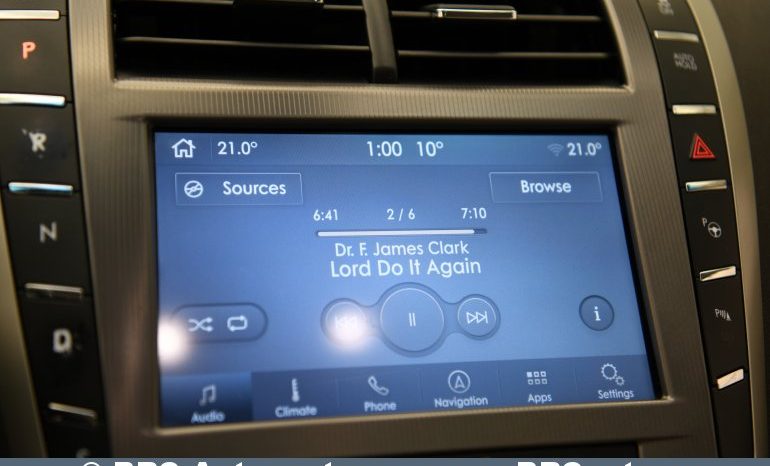 P
R
N
D
AUTO
HOLD
P
21.0° 1:00 10° 21.0°
Sources Browse
6:41 2 / 6 7:10
Dr. F. James Clark
Lord Do It Again
i
Audio Climate Phone Navigation Apps Settings